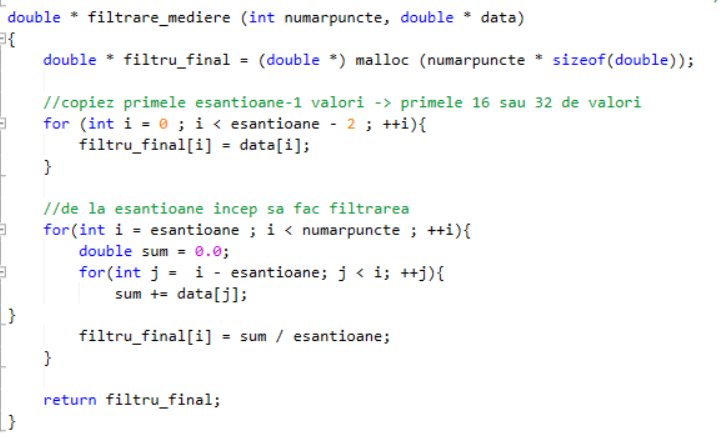 double * filtrare_mediere (int numarpuncte, double * data)
{
    double * filtru_final = (double *) malloc (numarpuncte * sizeof(double));
    //copiez primele esantioane-1 valori -> primele 16 sau 32 de valori
    for (int i = 0 ; i < esantioane - 2 ; ++i){
        filtru_final[i] = data[i];
    }
    //de la esantioane incep sa fac filtrarea
    for(int i = esantioane ; i < numarpuncte ; ++i){
        double sum = 0.0;
        for(int j =  i - esantioane; j < i; ++j){
            sum += data[j];
}
        filtru_final[i] = sum / esantioane;
    }
    return filtru_final;
}